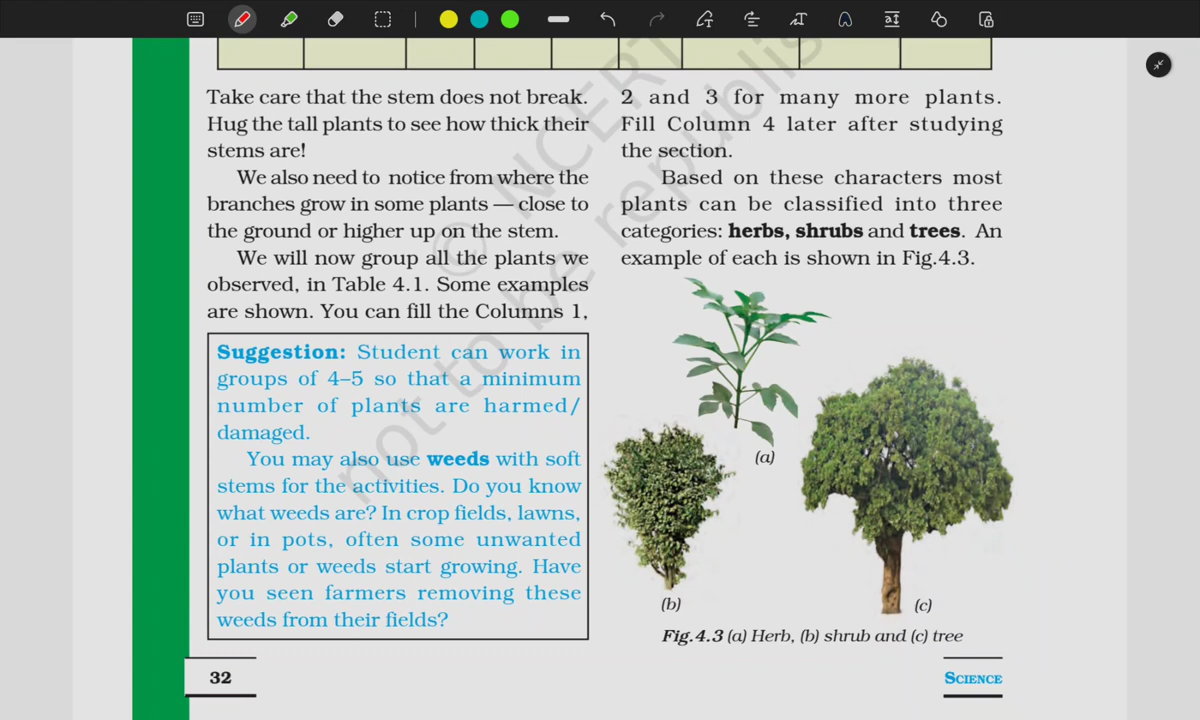 Take care that the stem does not break.
Hug the tall plants to see how thick their
stems are!
We also need to notice from where the
branches grow in some plants — close to
the ground or higher up on the stem.
We will now group all the plants we
observed, in Table 4.1. Some examples
are shown. You can fill the Columns 1,
Suggestion: Student can work in
groups of 4–5 so that a minimum
number of plants are harmed/
damaged.
You may also use weeds with soft
stems for the activities. Do you know
what weeds are? In crop fields, lawns,
or in pots, often some unwanted
plants or weeds start growing. Have
you seen farmers removing these
weeds from their fields?
2 and 3 for many more plants.
Fill Column 4 later after studying
the section.
Based on these characters most
plants can be classified into three
categories: herbs, shrubs and trees. An
example of each is shown in Fig.4.3.
(a)
(b)
(c)
Fig.4.3 (a) Herb, (b) shrub and (c) tree
32
SCIENCE
© NCERT
not to be